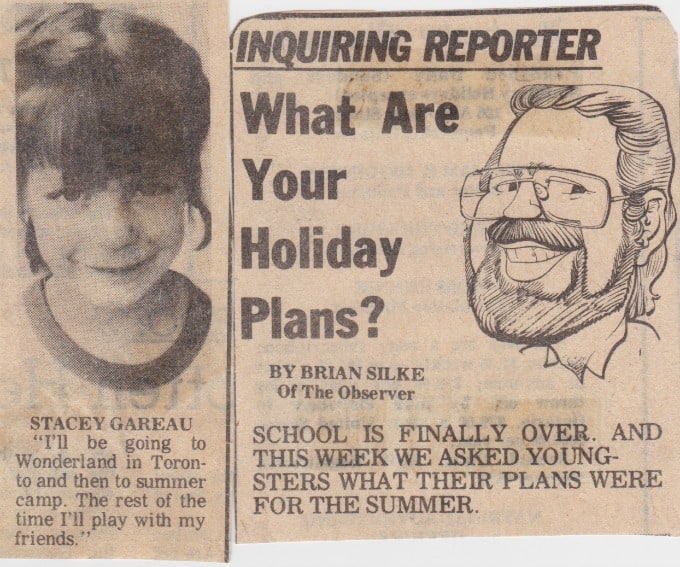 INQUIRING REPORTER
What Are
Your
Holiday
Plans?
BY BRIAN SILKE
Of The Observer
SCHOOL IS FINALLY OVER. AND
THIS WEEK WE ASKED YOUNG-
STERS WHAT THEIR PLANS WERE
FOR THE SUMMER.
STACEY GAREAU
"I'll be going to
Wonderland in Toron-
to and then to summer
camp. The rest of the
time I'll play with my
friends."